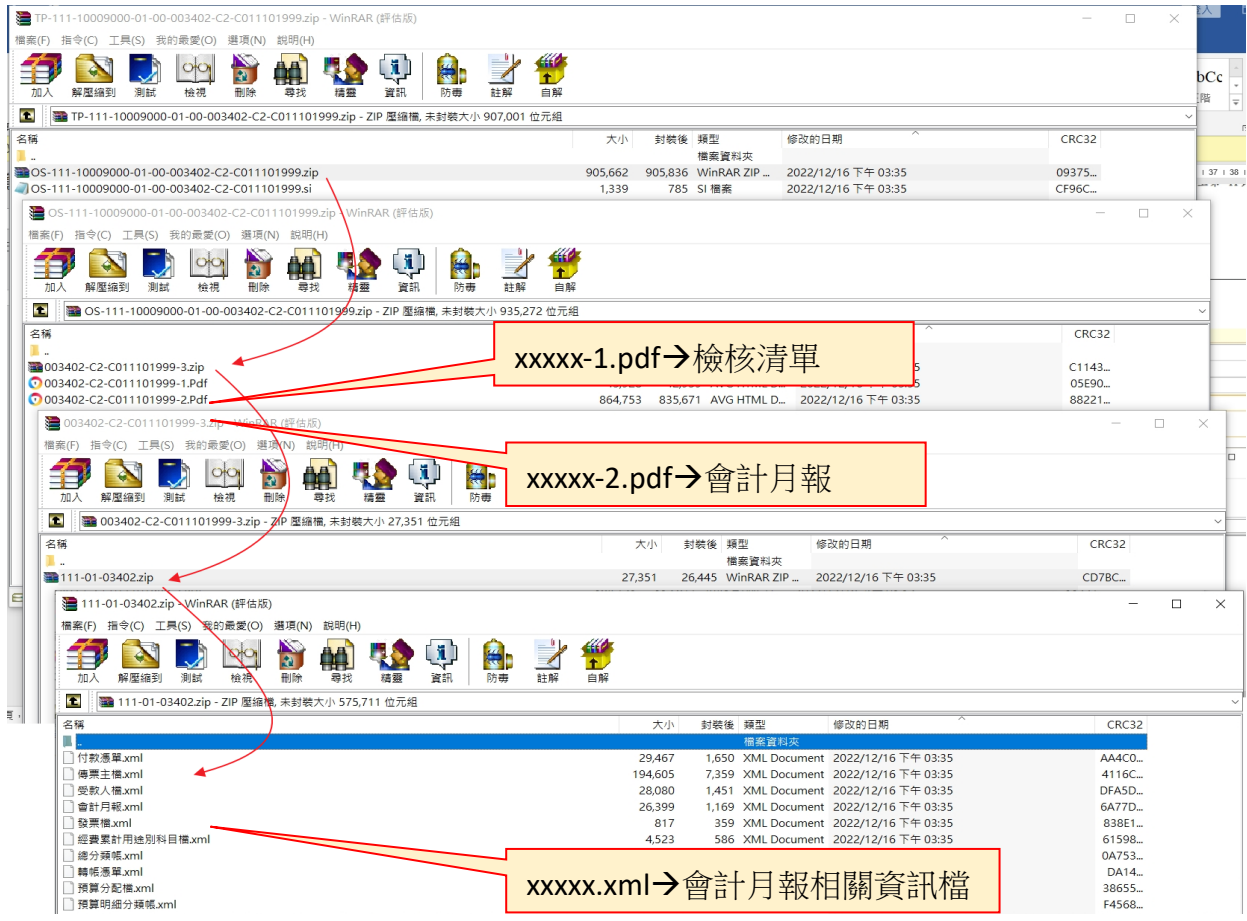 TP-111-10009000-01-00-003402-C2-C011101999.zip - WinRAR (評估版)
檔案(F) 指令(C) 工具(S) 我的最愛(O) 選項(N) 說明(H)
加入 解壓縮到 測試 檢視 刪除 尋找 精靈 資訊 防毒 註解 自解
TP-111-10009000-01-00-003402-C2-C011101999.zip - ZIP 壓縮檔, 未封裝大小 907,001 位元組
名稱 大小 封裝後 類型 修改的日期 CRC32
.. 檔案資料夾
OS-111-10009000-01-00-003402-C2-C011101999.zip 905,662 905,836 WinRAR ZIP ... 2022/12/16 下午 03:35 09375...
OS-111-10009000-01-00-003402-C2-C011101999.si 1,339 785 SI 檔案 2022/12/16 下午 03:35 CF96C...
OS-111-10009000-01-00-003402-C2-C011101999.zip - WinRAR (評估版)
檔案(F) 指令(C) 工具(S) 我的最愛(O) 選項(N) 說明(H)
加入 解壓縮到 測試 檢視 刪除 尋找 精靈 資訊 防毒 註解 自解
OS-111-10009000-01-00-003402-C2-C011101999.zip - ZIP 壓縮檔, 未封裝大小 935,272 位元組
名稱 CRC32
..
003402-C2-C011101999-3.zip C1143...
003402-C2-C011101999-1.Pdf 05E90...
003402-C2-C011101999-2.Pdf 864,753 835,671 AVG HTML D... 2022/12/16 下午 03:35 88221...
xxxxx-1.pdf→檢核清單
003402-C2-C011101999-3.zip - WinRAR (評估版)
檔案(F) 指令(C) 工具(S) 我的最愛(O) 選項(N) 說明(H)
加入 解壓縮到 測試 檢視 刪除 尋找 精靈 資訊 防毒
xxxxx-2.pdf→會計月報
003402-C2-C011101999-3.zip - ZIP 壓縮檔, 未封裝大小 27,351 位元組
名稱 大小 封裝後 類型 修改的日期 CRC32
.. 檔案資料夾
111-01-03402.zip 27,351 26,445 WinRAR ZIP ... 2022/12/16 下午 03:35 CD7BC...
111-01-03402.zip - WinRAR (評估版)
檔案(F) 指令(C) 工具(S) 我的最愛(O) 選項(N) 說明(H)
加入 解壓縮到 測試 檢視 刪除 尋找 精靈 資訊 防毒 註解 自解
111-01-03402.zip - ZIP 壓縮檔, 未封裝大小 575,711 位元組
名稱 大小 封裝後 類型 修改的日期 CRC32
.. 檔案資料夾
付款憑單.xml 29,467 1,650 XML Document 2022/12/16 下午 03:35 AA4C0...
傳票主檔.xml 194,605 7,359 XML Document 2022/12/16 下午 03:35 4116C...
受款人檔.xml 28,080 1,451 XML Document 2022/12/16 下午 03:35 DFA5D...
會計月報.xml 26,399 1,169 XML Document 2022/12/16 下午 03:35 6A77D...
發票檔.xml 817 359 XML Document 2022/12/16 下午 03:35 838E1...
經費累計用途別科目檔.xml 4,523 586 XML Document 2022/12/16 下午 03:35 61598...
總分類帳.xml 0A753...
轉帳憑單.xml DA14...
預算分配檔.xml 38655...
預算明細分類帳.xml F4568...
xxxxx.xml→會計月報相關資訊檔